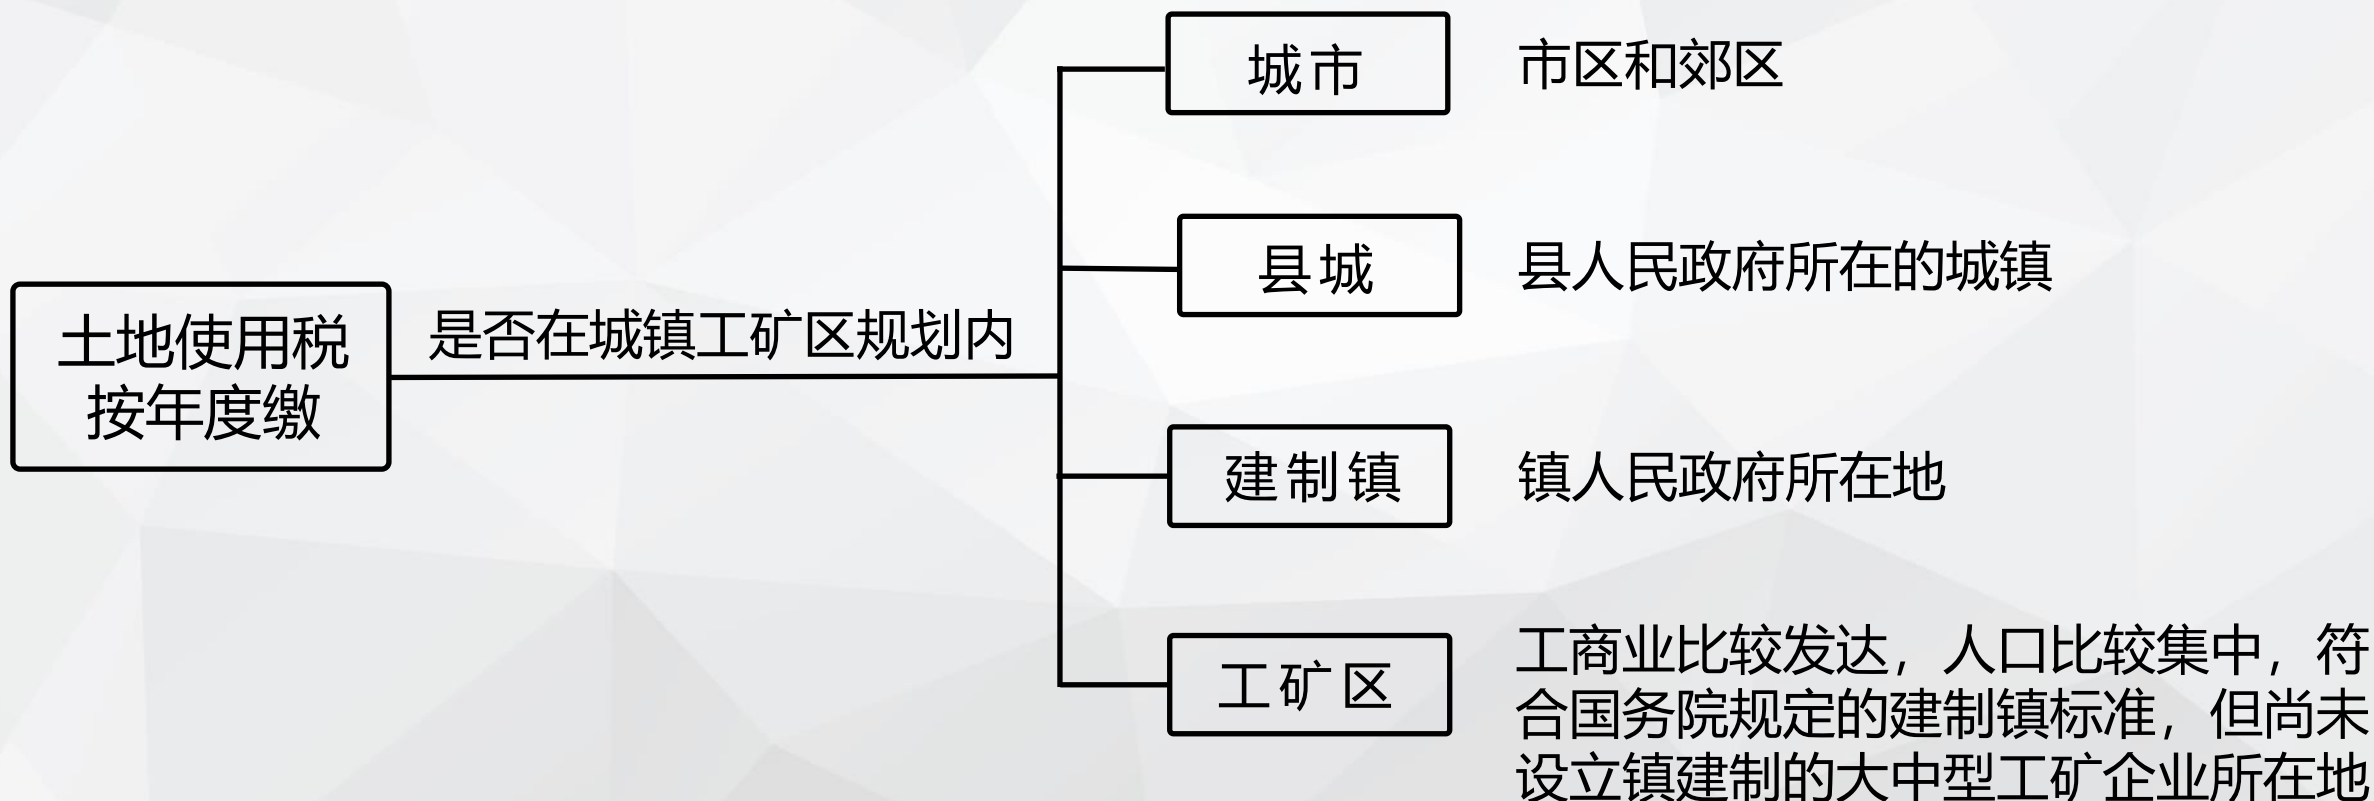 土地使用税
按年度缴
是否在城镇工矿区规划内
城市
市区和郊区
县城
县人民政府所在的城镇
建制镇
镇人民政府所在地
工矿区
工商业比较发达，人口比较集中，符
合国务院规定的建制镇标准，但尚未
设立镇建制的大中型工矿企业所在地